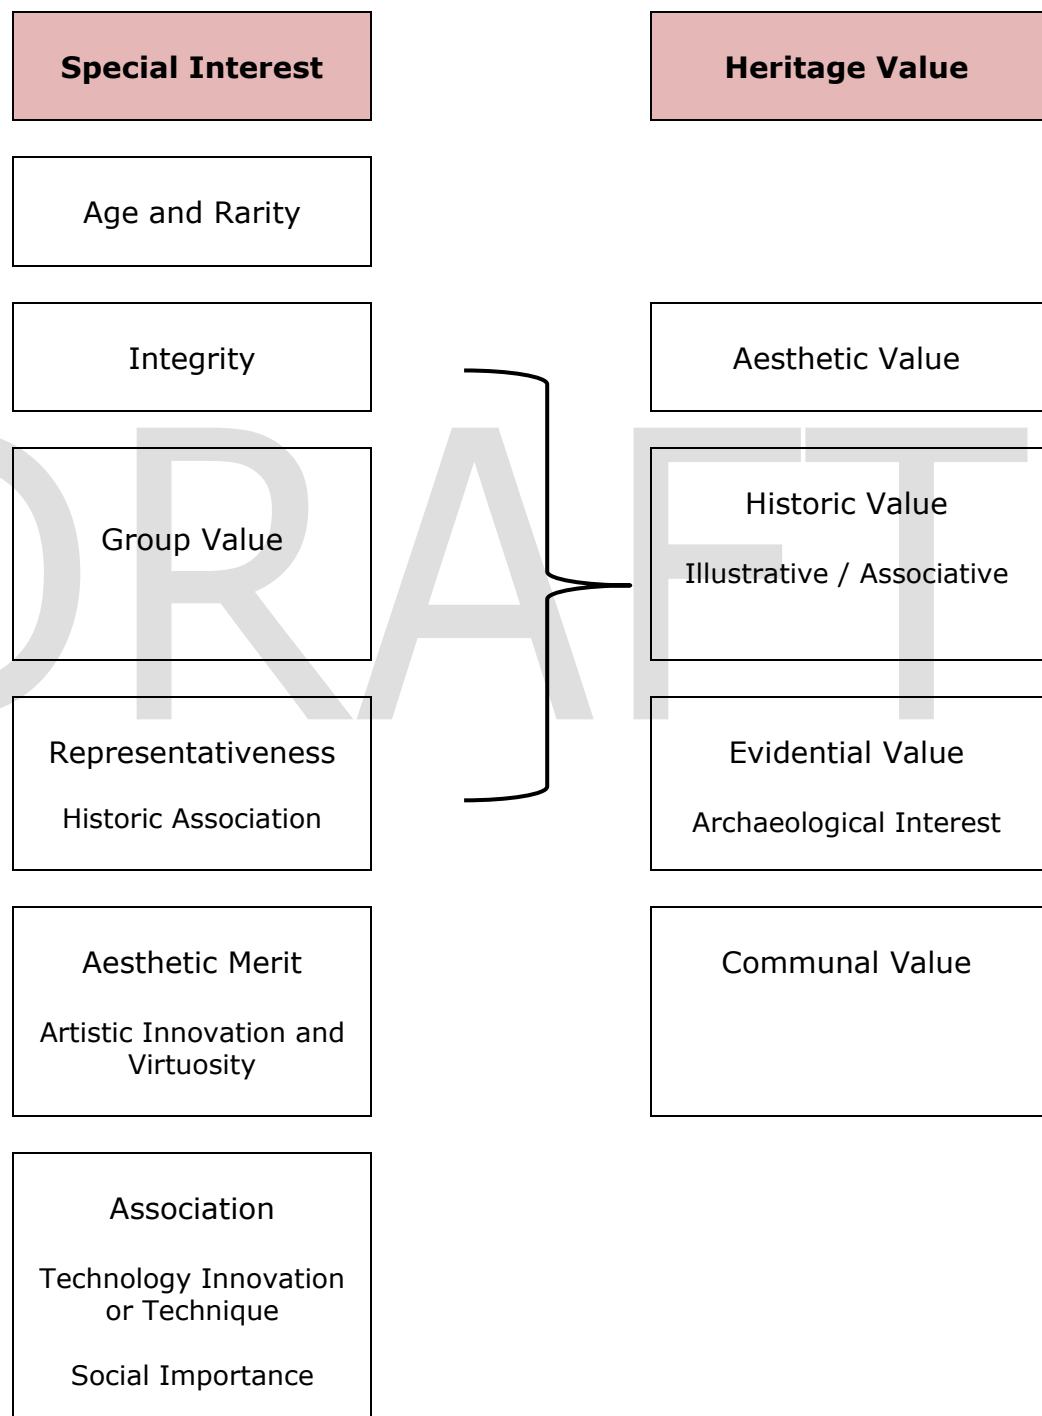 Special Interest
Heritage Value
Age and Rarity
Integrity
Aesthetic Value
Group Value
Historic Value
Illustrative / Associative
Representativeness
Historic Association
Evidential Value
Archaeological Interest
Aesthetic Merit
Artistic Innovation and
Virtuosity
Communal Value
Association
Technology Innovation
or Technique
Social Importance
DRAFT